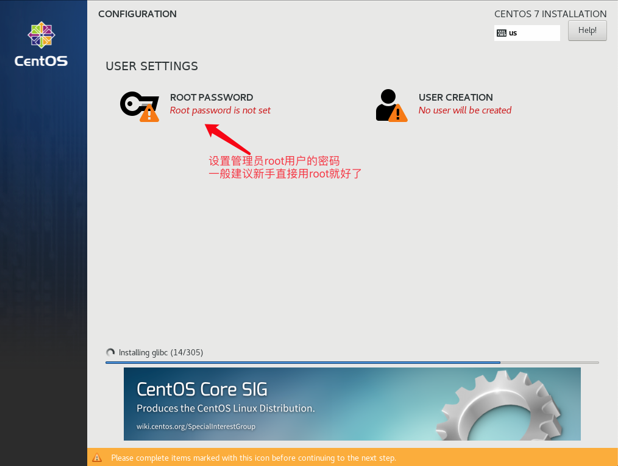 CONFIGURATION
CENTOS 7 INSTALLATION
us
Help!
CentOS
USER SETTINGS
ROOT PASSWORD
Root password is not set
USER CREATION
No user will be created
设置管理员root用户的密码
一般建议新手直接用root就好了
Installing glibc (14/305)
CentOS Core SIG
Produces the CentOS Linux Distribution.
wiki.centos.org/SpecialInterestGroup
Please complete items marked with this icon before continuing to the next step.